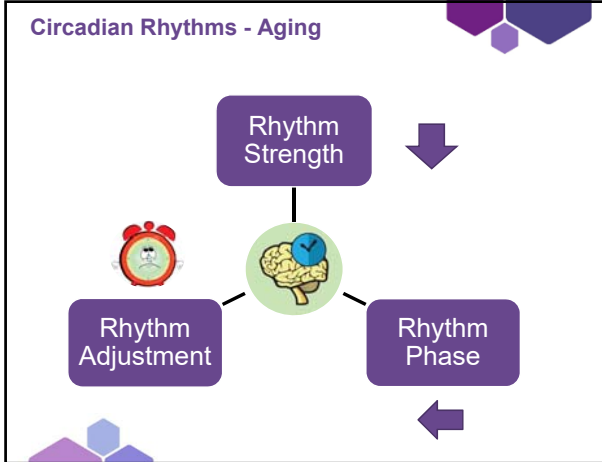 Circadian Rhythms - Aging
Rhythm
Strength
Rhythm
Adjustment
Rhythm
Phase